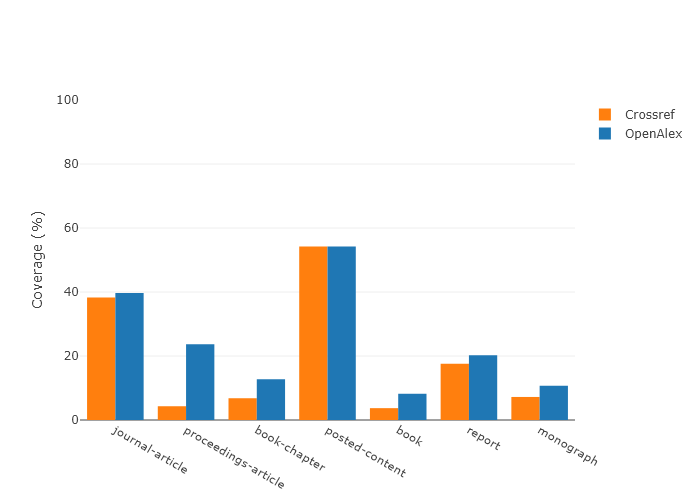 100
80
60
40
20
0
Coverage (%)
journal-article
proceedings-article
book-chapter
posted-content
book
report
monograph
Crossref
OpenAlex